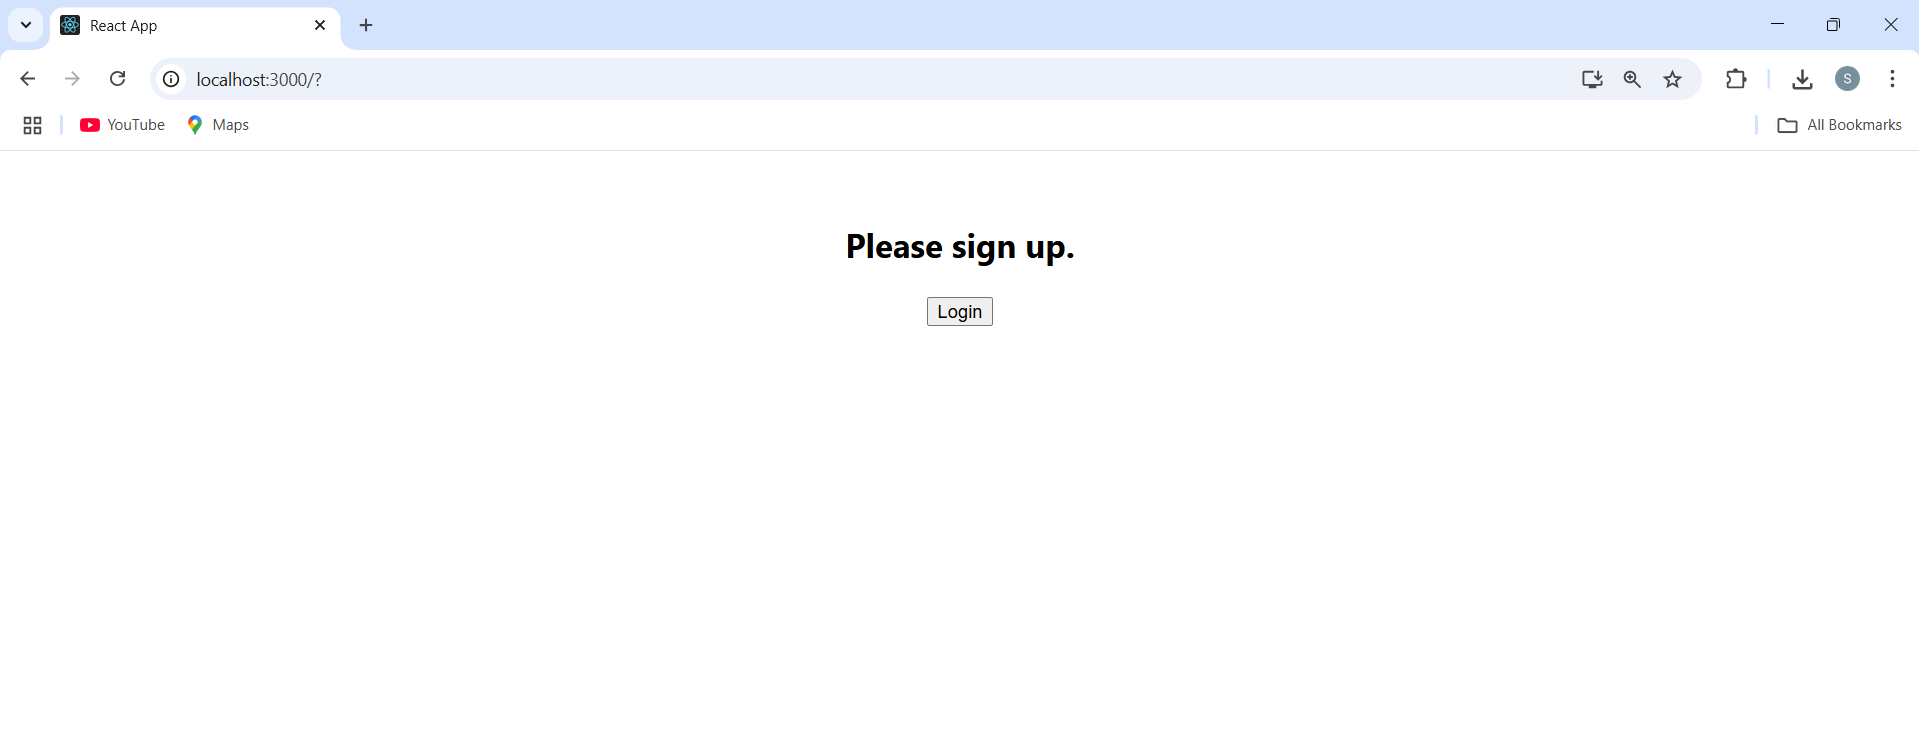 React App
localhost:3000/?
S
YouTube
Maps
All Bookmarks
Please sign up.
Login